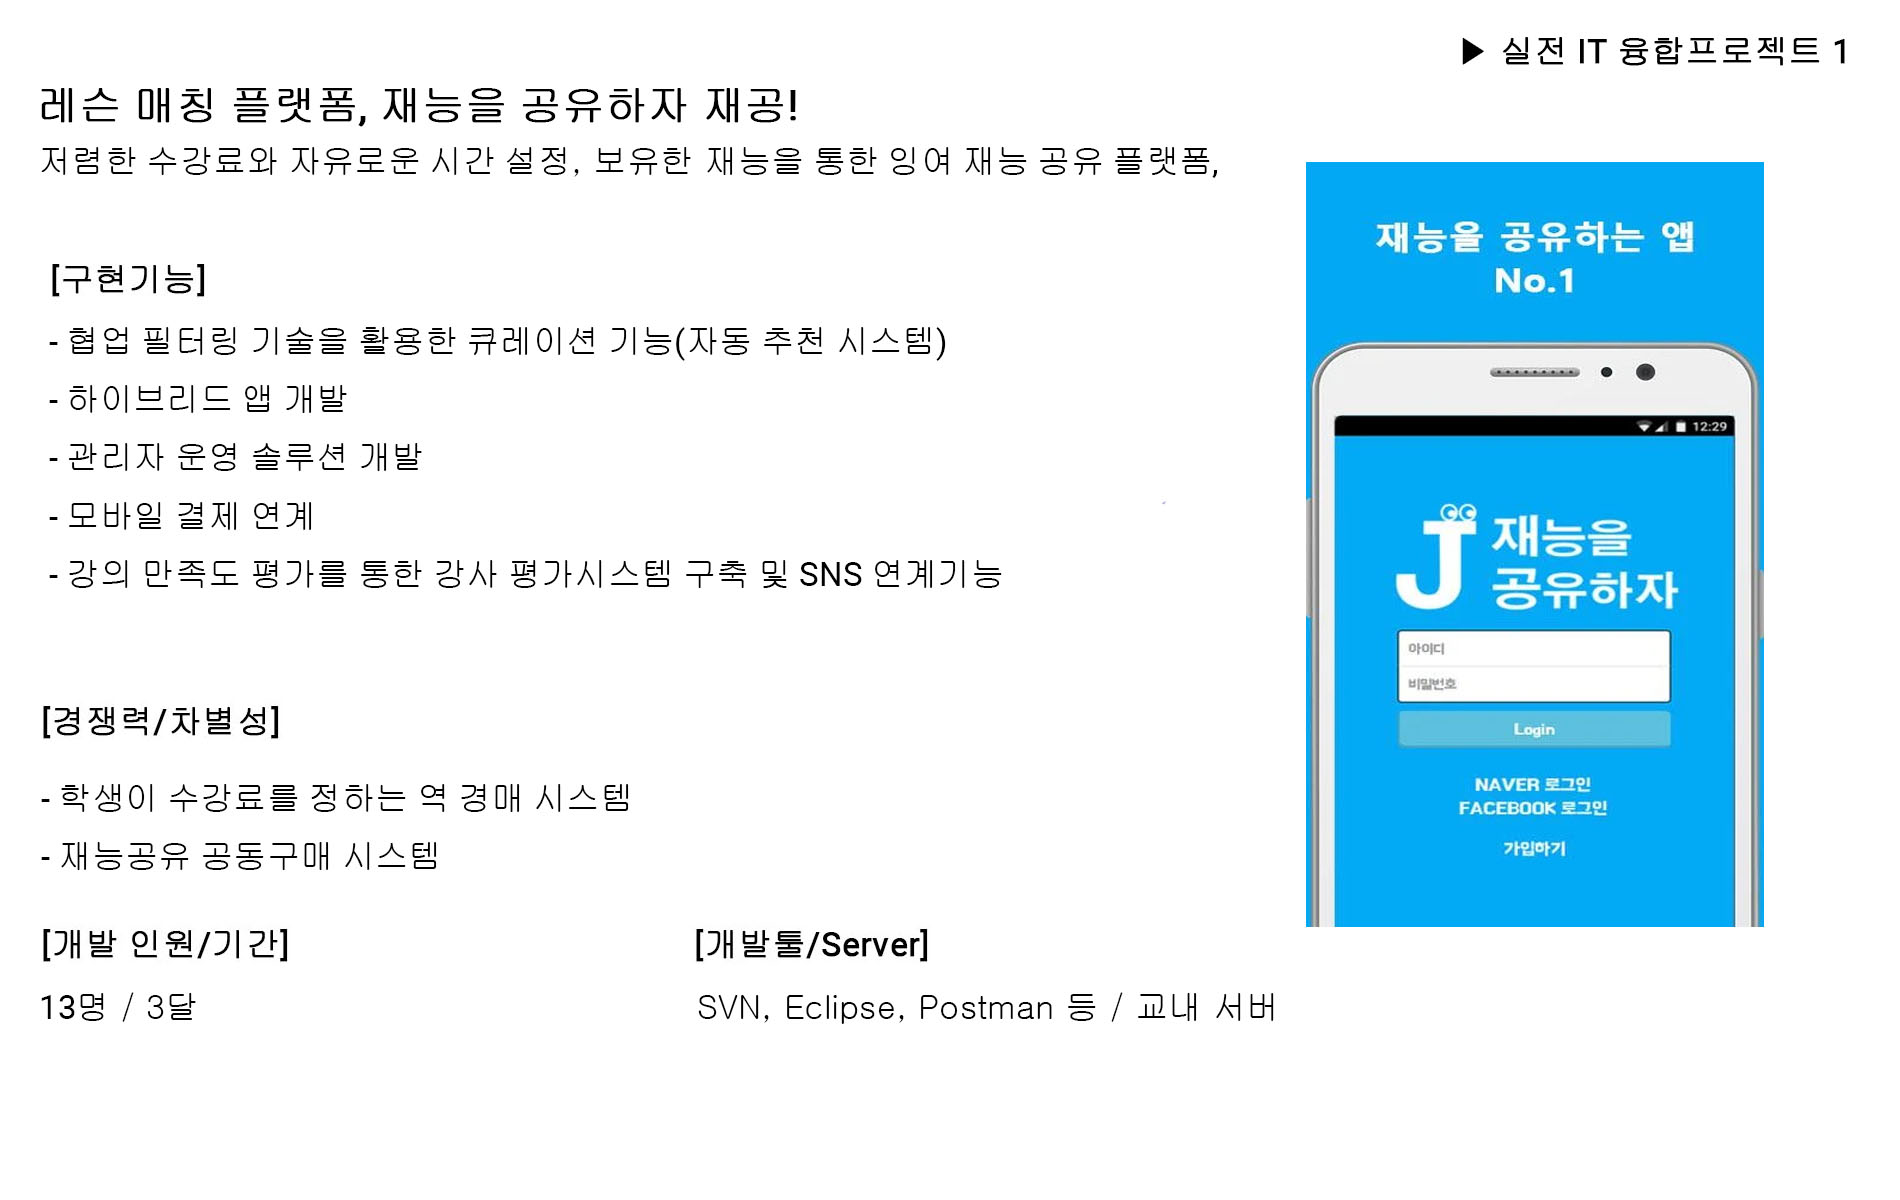 ▶ 실전 IT 융합프로젝트 1
레슨 매칭 플랫폼, 재능을 공유하자 재공!
저렴한 수강료와 자유로운 시간 설정, 보유한 재능을 통한 잉여 재능 공유 플랫폼,
[구현기능]
- 협업 필터링 기술을 활용한 큐레이션 기능(자동 추천 시스템)
- 하이브리드 앱 개발
- 관리자 운영 솔루션 개발
- 모바일 결제 연계
- 강의 만족도 평가를 통한 강사 평가시스템 구축 및 SNS 연계기능
[경쟁력/차별성]
- 학생이 수강료를 정하는 역 경매 시스템
- 재능공유 공동구매 시스템
[개발 인원/기간]
13명 / 3달
[개발툴/Server]
SVN, Eclipse, Postman 등 / 교내 서버
재능을 공유하는 앱
No.1
12:29
J 재능을
공유하자
아이디
비밀번호
Login
NAVER 로그인
FACEBOOK 로그인
가입하기